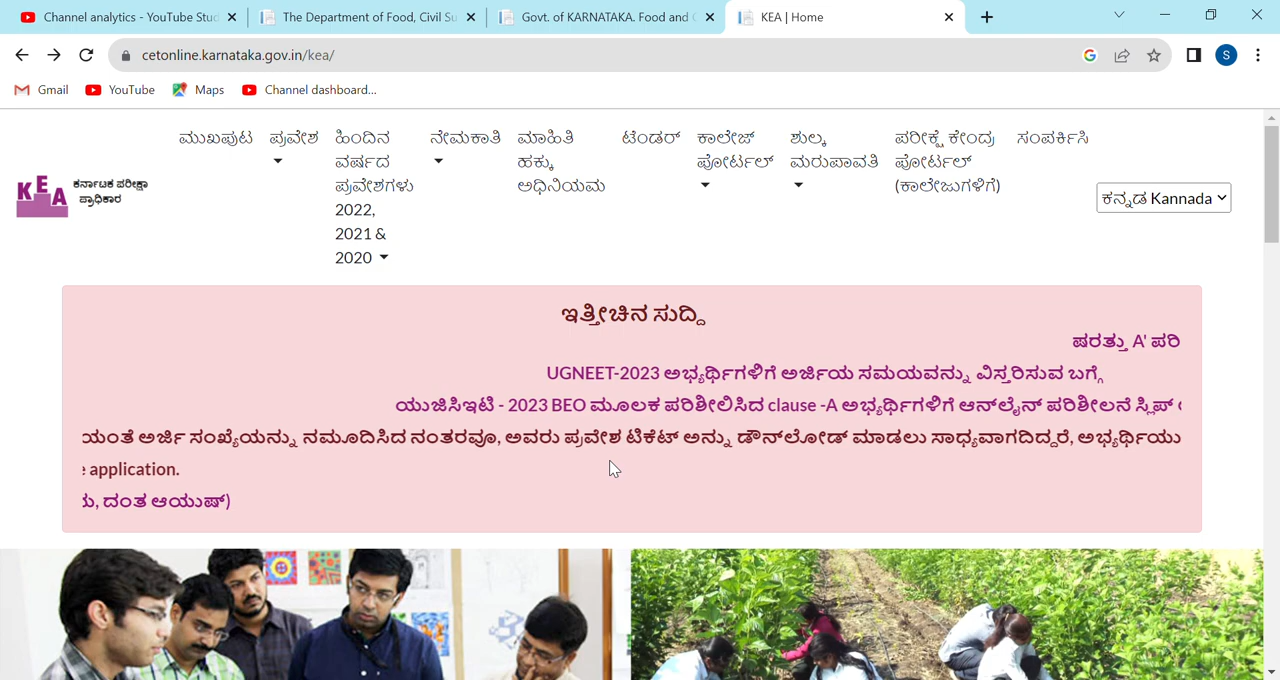 Channel analytics - YouTube Stud
The Department of Food, Civil Su
Govt. of KARNATAKA. Food and C
KEA | Home
cetonline.karnataka.gov.in/kea/
S
Gmail
YouTube
Maps
Channel dashboard...
KEA
ಕರ್ನಾಟಕ ಪರೀಕ್ಷಾ
ಪ್ರಾಧಿಕಾರ
ಮುಖಪುಟ
ಪ್ರವೇಶ
ಹಿಂದಿನ
ವರ್ಷದ
ಪ್ರವೇಶಗಳು
2022,
2021 &
2020
ನೇಮಕಾತಿ
ಮಾಹಿತಿ
ಹಕ್ಕು
ಅಧಿನಿಯಮ
ಟೆಂಡರ್
ಕಾಲೇಜ್
ಪೋರ್ಟಲ್
ಶುಲ್ಕ
ಮರುಪಾವತಿ
ಪರೀಕ್ಷೆ ಕೇಂದ್ರ
ಪೋರ್ಟಲ್
(ಕಾಲೇಜುಗಳಿಗೆ)
ಸಂಪರ್ಕಿಸಿ
ಕನ್ನಡ Kannada
ಇತ್ತೀಚಿನ ಸುದ್ದಿ
ಷರತ್ತು A' ಪರಿ
UGNEET-2023 ಅಭ್ಯರ್ಥಿಗಳಿಗೆ ಅರ್ಜಿಯ ಸಮಯವನ್ನು ವಿಸ್ತರಿಸುವ ಬಗ್ಗೆ
ಯುಜಿಸಿಇಟಿ - 2023 BEO ಮೂಲಕ ಪರಿಶೀಲಿಸಿದ clause -A ಅಭ್ಯರ್ಥಿಗಳಿಗೆ ಆನ್‌ಲೈನ್ ಪರಿಶೀಲನೆ ಸ್ಲಿಪ್
ಯಂತೆ ಅರ್ಜಿ ಸಂಖ್ಯೆಯನ್ನು ನಮೂದಿಸಿದ ನಂತರವೂ, ಅವರು ಪ್ರವೇಶ ಟಿಕೆಟ್ ಅನ್ನು ಡೌನ್‌ಲೋಡ್ ಮಾಡಲು ಸಾಧ್ಯವಾಗದಿದ್ದರೆ, ಅಭ್ಯರ್ಥಿಯು
application.
ಯ, ದಂತ ಆಯುಷ್)